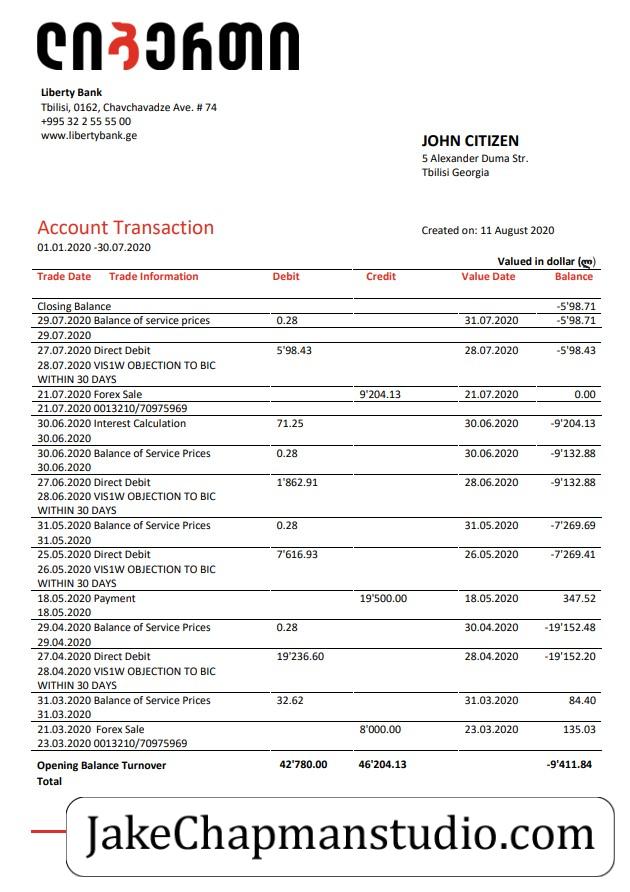 ლიბერთი
Liberty Bank
Tbilisi, 0162, Chavchavadze Ave. # 74
+995 32 2 55 55 00
www.libertybank.ge
JOHN CITIZEN
5 Alexander Duma Str.
Tbilisi Georgia
Account Transaction
Created on: 11 August 2020
01.01.2020 -30.07.2020
Valued in dollar (ლ)
Trade Date Trade Information Debit Credit Value Date Balance
Closing Balance -5'98.71
29.07.2020 Balance of service prices 0.28 31.07.2020 -5'98.71
29.07.2020
27.07.2020 Direct Debit 5'98.43 28.07.2020 -5'98.43
28.07.2020 VIS1W OBJECTION TO BIC
WITHIN 30 DAYS
21.07.2020 Forex Sale 9'204.13 21.07.2020 0.00
21.07.2020 0013210/70975969
30.06.2020 Interest Calculation 71.25 30.06.2020 -9'204.13
30.06.2020
30.06.2020 Balance of Service Prices 0.28 30.06.2020 -9'132.88
30.06.2020
27.06.2020 Direct Debit 1'862.91 28.06.2020 -9'132.88
28.06.2020 VIS1W OBJECTION TO BIC
WITHIN 30 DAYS
31.05.2020 Balance of Service Prices 0.28 31.05.2020 -7'269.69
31.05.2020
25.05.2020 Direct Debit 7'616.93 26.05.2020 -7'269.41
26.05.2020 VIS1W OBJECTION TO BIC
WITHIN 30 DAYS
18.05.2020 Payment 19'500.00 18.05.2020 347.52
18.05.2020
29.04.2020 Balance of Service Prices 0.28 30.04.2020 -19'152.48
29.04.2020
27.04.2020 Direct Debit 19'236.60 28.04.2020 -19'152.20
28.04.2020 VIS1W OBJECTION TO BIC
WITHIN 30 DAYS
31.03.2020 Balance of Service Prices 32.62 31.03.2020 84.40
31.03.2020
21.03.2020 Forex Sale 8'000.00 23.03.2020 135.03
23.03.2020 0013210/70975969
Opening Balance Turnover 42'780.00 46'204.13 -9'411.84
Total
JakeChapmanstudio.com